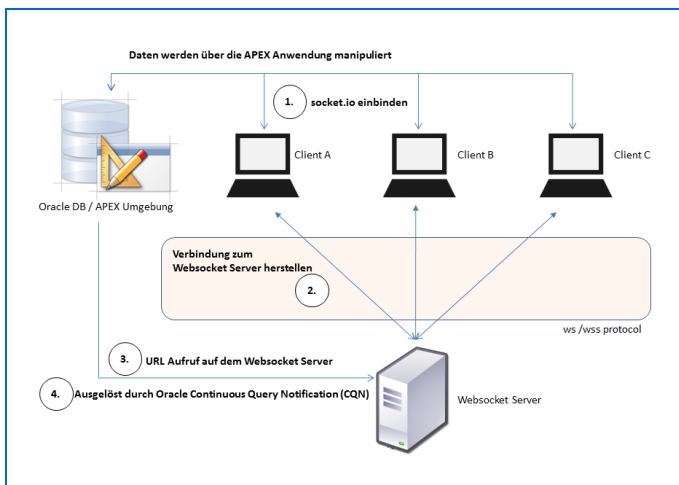 Daten werden über die APEX Anwendung manipuliert
1. socket.io einbinden
Client A
Client B
Client C
Oracle DB / APEX Umgebung
Verbindung zum
Websocket Server herstellen
2.
ws /wss protocol
3. URL Aufruf auf dem Websocket Server
4. Ausgelöst durch Oracle Continuous Query Notification (CQN)
Websocket Server